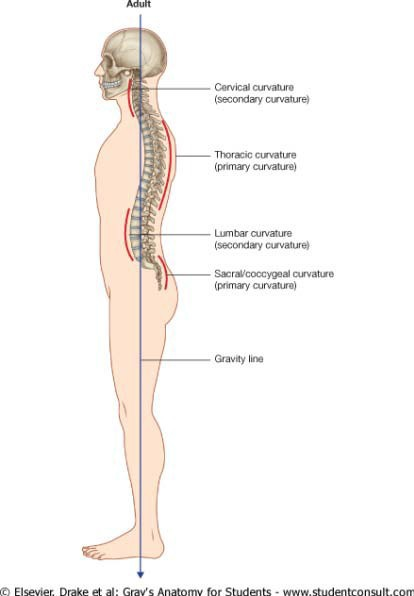 Adult
Cervical curvature
(secondary curvature)
Thoracic curvature
(primary curvature)
Lumbar curvature
(secondary curvature)
Sacral/coccygeal curvature
(primary curvature)
Gravity line
© Elsevier. Drake et al: Gray's Anatomy for Students - www.studentconsult.com